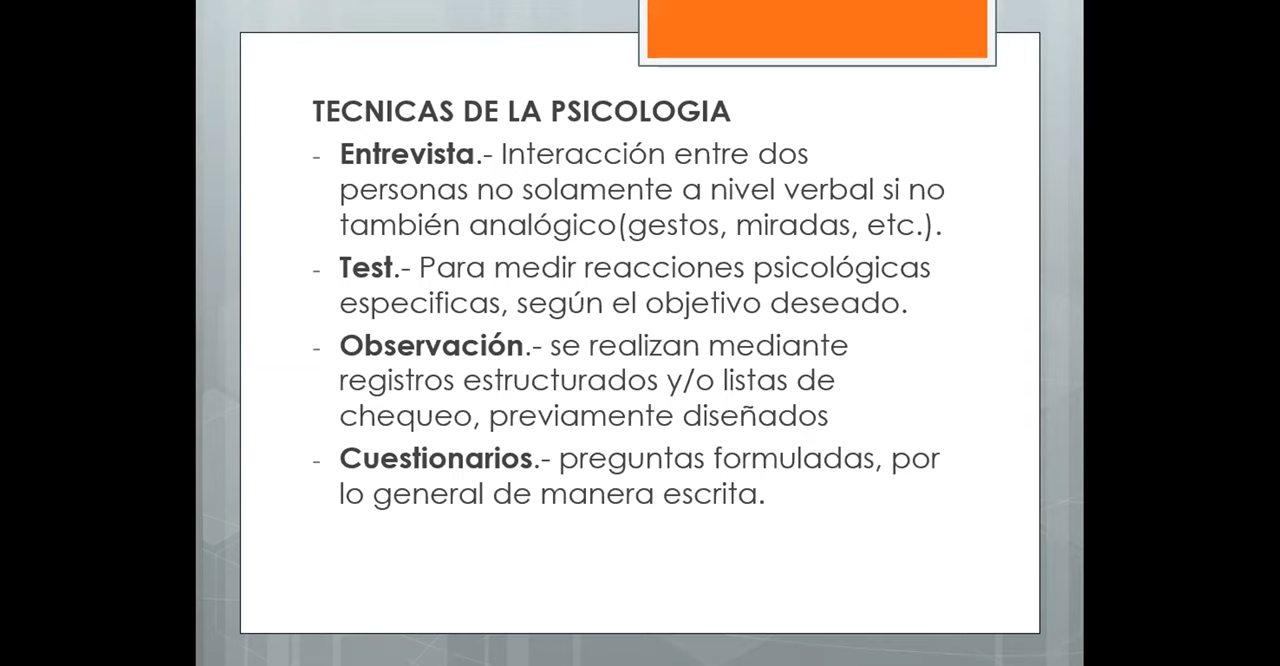 TECNICAS DE LA PSICOLOGIA
- Entrevista.- Interacción entre dos
personas no solamente a nivel verbal si no
también analógico(gestos, miradas, etc.).
- Test.- Para medir reacciones psicológicas
especificas, según el objetivo deseado.
- Observación.- se realizan mediante
registros estructurados y/o listas de
chequeo, previamente diseñados
- Cuestionarios.- preguntas formuladas, por
lo general de manera escrita.